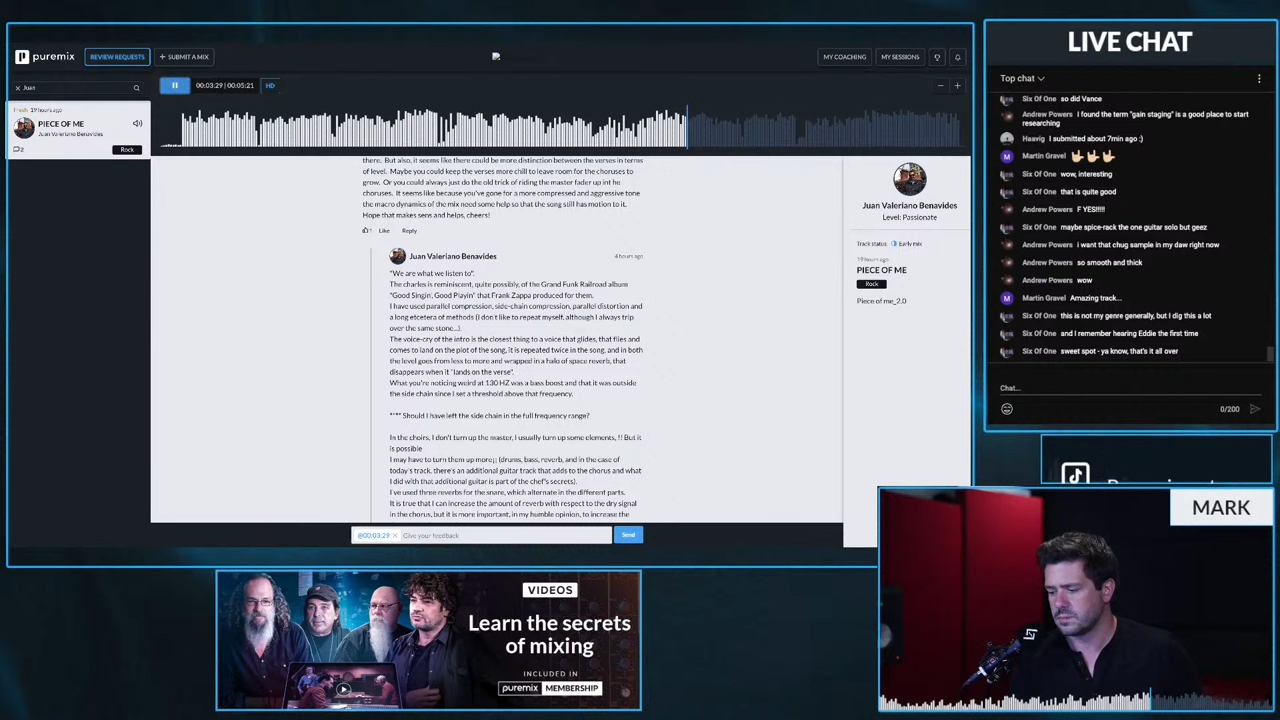 puremix
REVIEW REQUESTS
+ SUBMIT A MIX
MY COACHING
MY SESSIONS
Juan
00:03:29 | 00:05:21
HD
Fresh 19 hours ago
PIECE OF ME
Juan Valeriano Benavides
2
Rock
there. But also, it seems like there could be more distinction between the verses in terms
of level. Maybe you could keep the verses more chill to leave room for the choruses to
grow. Or you could always just do the old trick of riding the master fader up int he
choruses. It seems like because you've gone for a more compressed and aggressive tone
the macro dynamics of the mix need some help so that the song still has motion to it.
Hope that makes sens and helps, cheers!
1 Like Reply
Juan Valeriano Benavides
4 hours ago
"We are what we listen to".
The charles is reminiscent, quite possibly, of the Grand Funk Railroad album
"Good Singin', Good Playin" that Frank Zappa produced for them.
I have used parallel compression, side-chain compression, parallel distortion and
a long etcetera of methods (I don't like to repeat myself, although I always trip
over the same stone...).
The voice-cry of the intro is the closest thing to a voice that glides, that flies and
comes to land on the plot of the song, it is repeated twice in the song, and in both
the level goes from less to more and wrapped in a halo of space reverb, that
disappears when it "lands on the verse".
What you're noticing weird at 130 HZ was a bass boost and that it was outside
the side chain since I set a threshold above that frequency.
**** Should I have left the side chain in the full frequency range?
In the choirs, I don't turn up the master, I usually turn up some elements, !! But it
is possible
I may have to turn them up more¡¡ (drums, bass, reverb, and in the case of
today's track, there's an additional guitar track that adds to the chorus and what
I did with that additional guitar is part of the chef's secrets).
I've used three reverbs for the snare, which alternate in the different parts.
It is true that I can increase the amount of reverb with respect to the dry signal
in the chorus, but it is more important, in my humble opinion, to increase the
@00:03:29 × Give your feedback
Send
Juan Valeriano Benavides
Level: Passionate
Track status: Early mix
19 hours ago
PIECE OF ME
Rock
Piece of me_2.0
LIVE CHAT
Top chat
Six Of One so did Vance
Andrew Powers I found the term "gain staging" is a good place to start
researching
Haavig I submitted about 7min ago :)
Martin Gravel 🤟🤟🤟
Six Of One wow, interesting
Six Of One that is quite good
Andrew Powers F YES!!!!!
Six Of One maybe spice-rack the one guitar solo but geez
Andrew Powers i want that chug sample in my daw right now
Andrew Powers so smooth and thick
Andrew Powers wow
Martin Gravel Amazing track...
Six Of One this is not my genre generally, but I dig this a lot
Six Of One and I remember hearing Eddie the first time
Six Of One sweet spot - ya know, that's it all over
Chat...
0/200
MARK
VIDEOS
Learn the secrets
of mixing
INCLUDED IN
puremix MEMBERSHIP